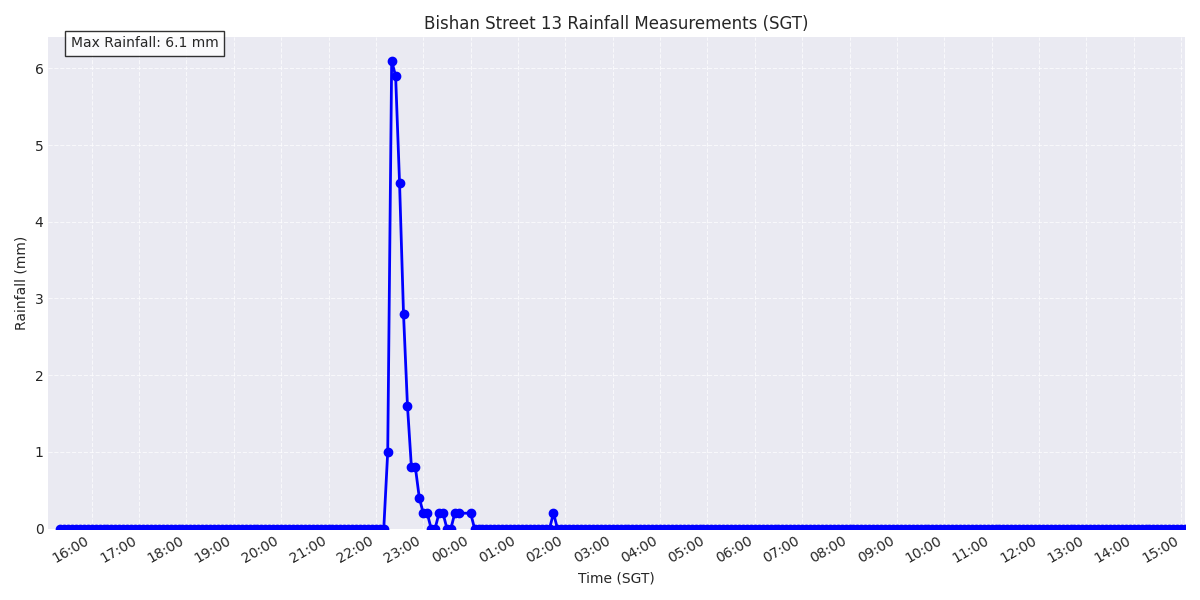 Bishan Street 13 Rainfall Measurements (SGT)
Max Rainfall: 6.1 mm
Rainfall (mm)
6
5
4
3
2
1
0
16:00 17:00 18:00 19:00 20:00 21:00 22:00 23:00 00:00 01:00 02:00 03:00 04:00 05:00 06:00 07:00 08:00 09:00 10:00 11:00 12:00 13:00 14:00 15:00
Time (SGT)